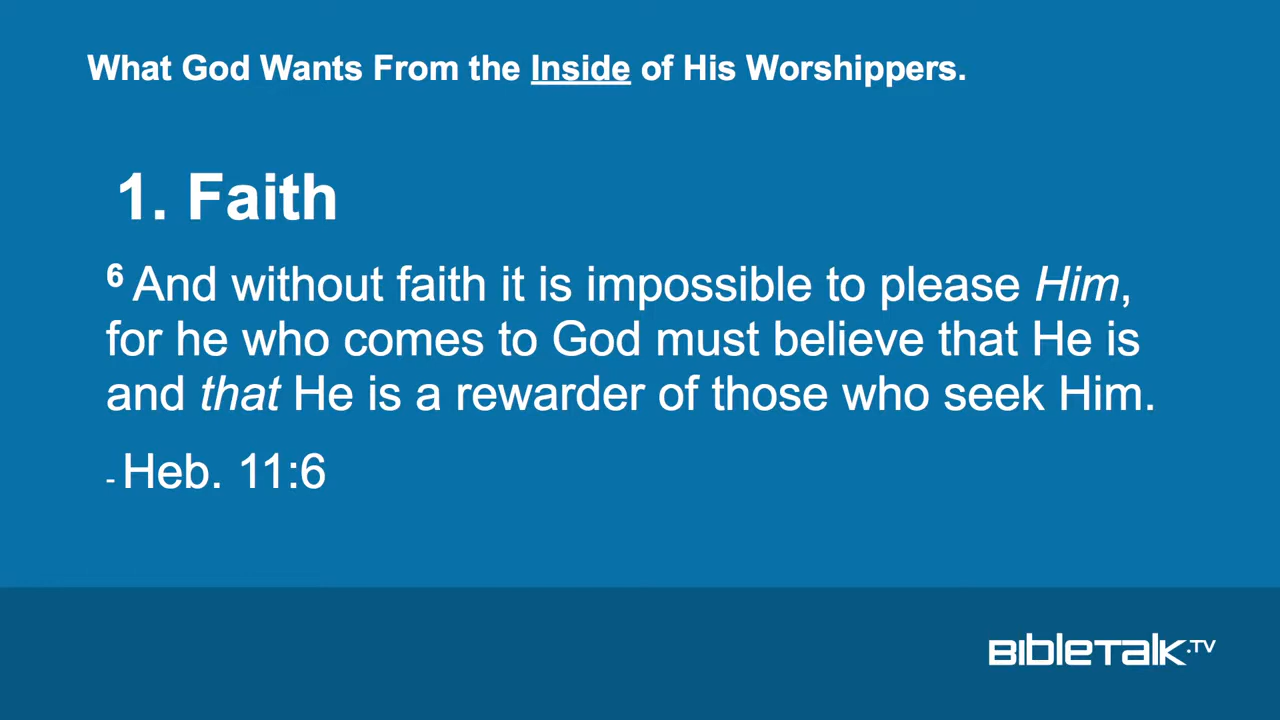 What God Wants From the Inside of His Worshippers.
1. Faith
6 And without faith it is impossible to please Him,
for he who comes to God must believe that He is
and that He is a rewarder of those who seek Him.
- Heb. 11:6
BibleTalk.TV